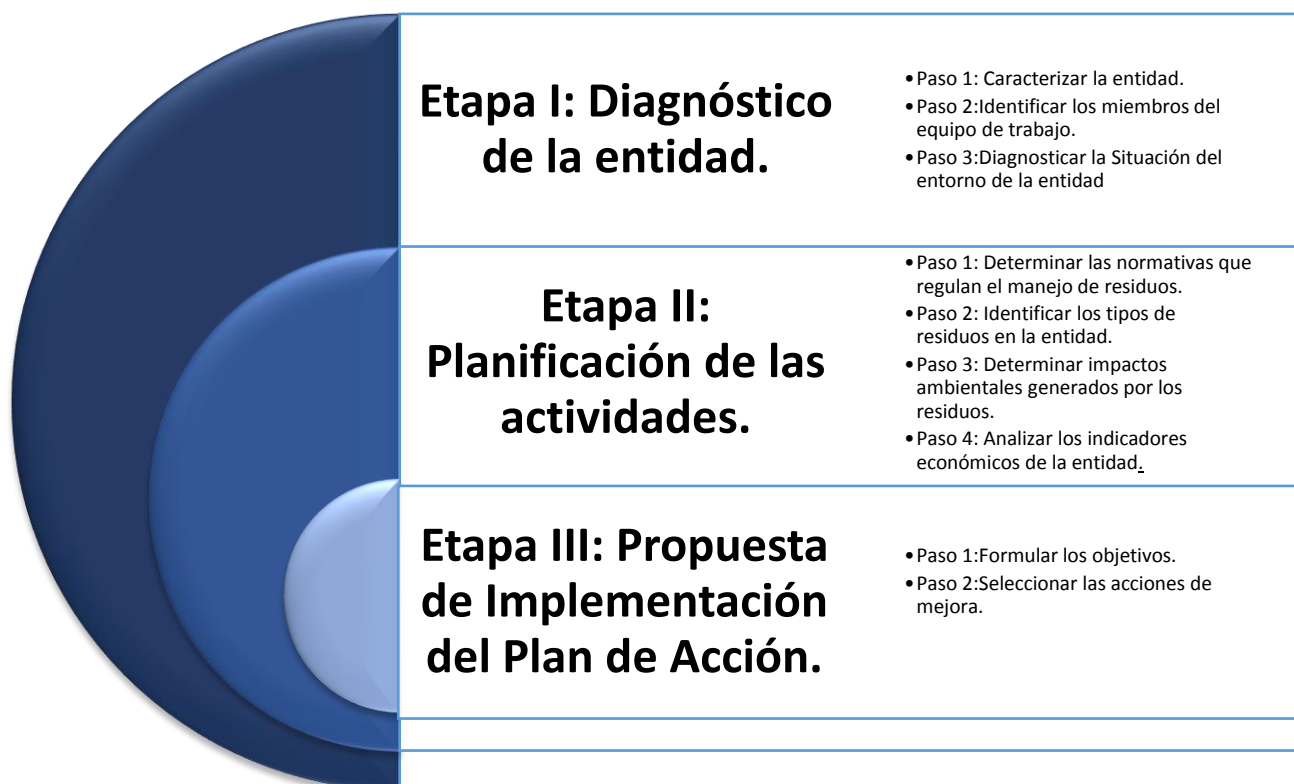 Etapa I: Diagnóstico
de la entidad.
•Paso 1: Caracterizar la entidad.
•Paso 2:Identificar los miembros del
equipo de trabajo.
•Paso 3:Diagnosticar la Situación del
entorno de la entidad
Etapa II:
Planificación de las
actividades.
•Paso 1: Determinar las normativas que
regulan el manejo de residuos.
•Paso 2: Identificar los tipos de
residuos en la entidad.
•Paso 3: Determinar impactos
ambientales generados por los
residuos.
•Paso 4: Analizar los indicadores
económicos de la entidad.
Etapa III: Propuesta
de Implementación
del Plan de Acción.
•Paso 1:Formular los objetivos.
•Paso 2:Seleccionar las acciones de
mejora.